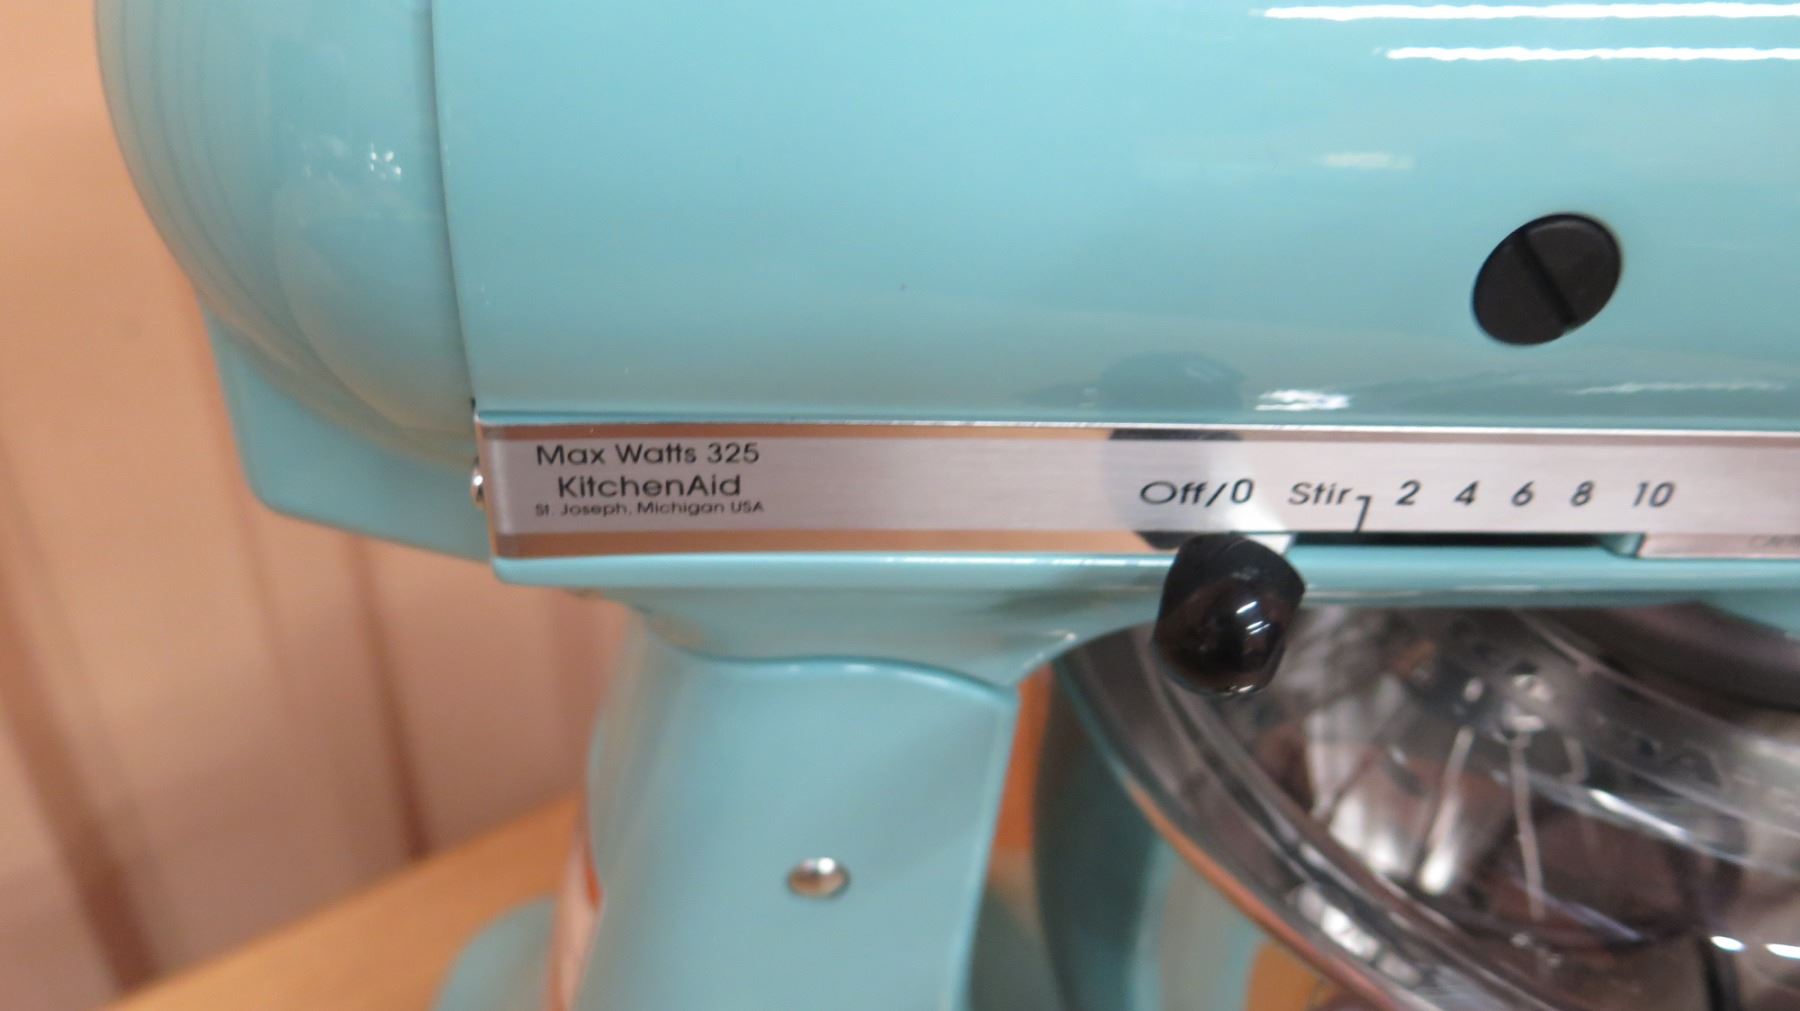 Max Watts 325
KitchenAid
St. Joseph, Michigan USA
Off/0 Stir 2 4 6 8 10